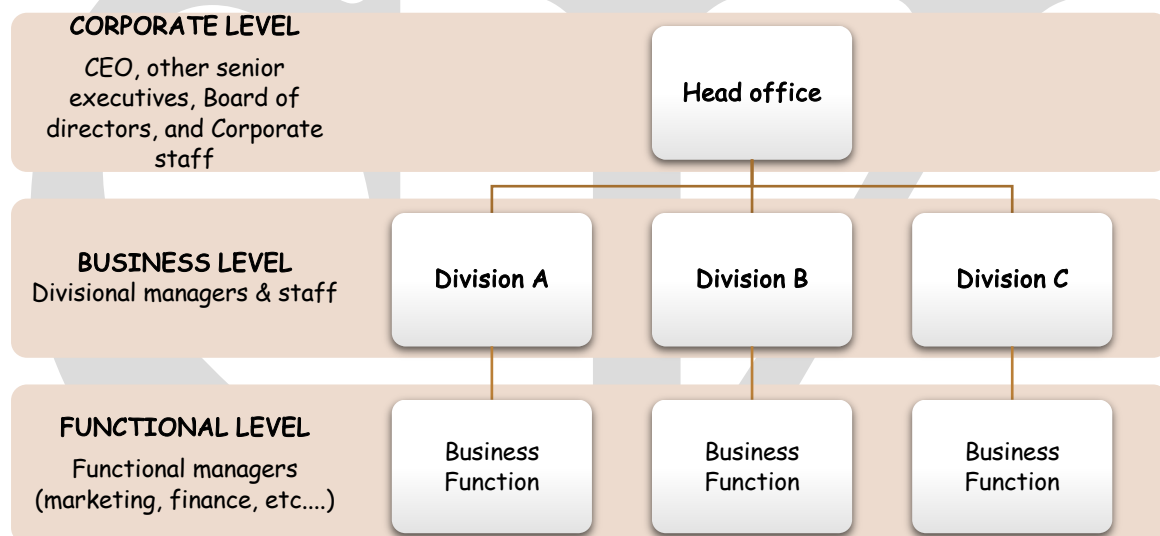 CORPORATE LEVEL
CEO, other senior
executives, Board of
directors, and Corporate
staff
Head office
BUSINESS LEVEL
Divisional managers & staff
Division A
Division B
Division C
FUNCTIONAL LEVEL
Functional managers
(marketing, finance, etc....)
Business
Function
Business
Function
Business
Function